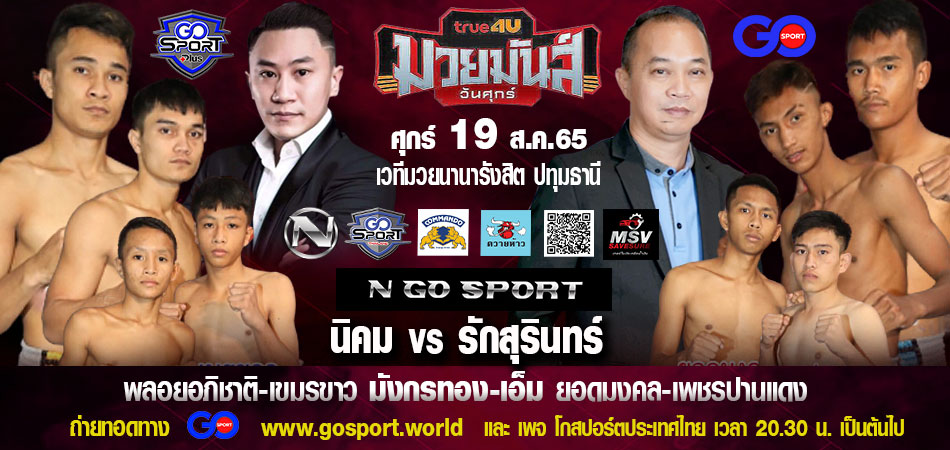 GO SPORT Plus
true4U
มวยมันส์
วันศุกร์
GO SPORT
ศุกร์ 19 ส.ค.65
เวทีมวยนานารังสิต ปทุมธานี
N
GO SPORT
COMMANDO
ควายหาว
MSV
SAVESURE
N GO SPORT
นิคม vs รักสุรินทร์
พลอยอภิชาติ-เขมรขาว มังกรทอง-เอ็ม ยอดมงคล-เพชรปานแดง
ถ่ายทอดทาง GO SPORT www.gosport.world และ เพจ โกสปอร์ตประเทศไทย เวลา 20.30 น. เป็นต้นไป